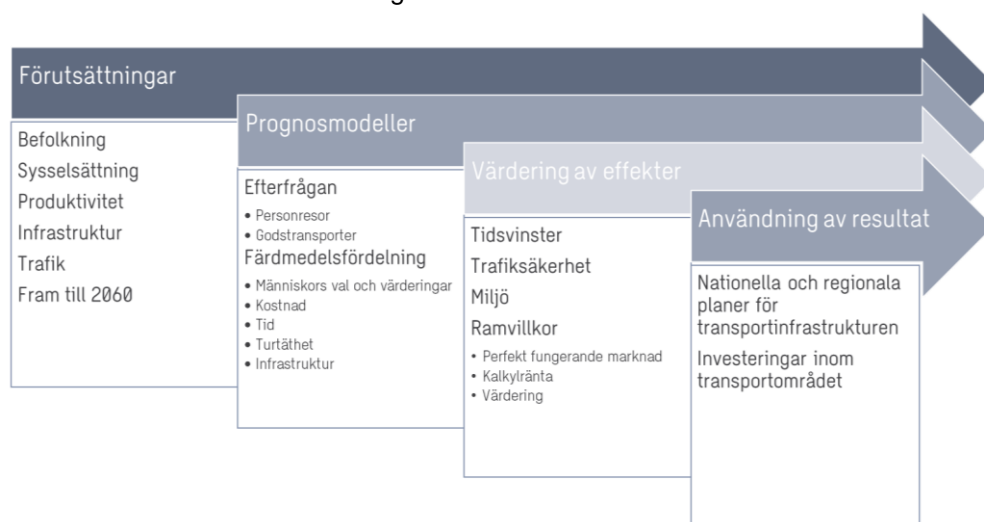 Förutsättningar
Befolkning
Sysselsättning
Produktivitet
Infrastruktur
Trafik
Fram till 2060
Prognosmodeller
Efterfrågan
• Personresor
• Godstransporter
Färdmedelsfördelning
• Människors val och värderingar
• Kostnad
• Tid
• Turtäthet
• Infrastruktur
Värdering av effekter
Tidsvinster
Trafiksäkerhet
Miljö
Ramvillkor
• Perfekt fungerande marknad
• Kalkylränta
• Värdering
Användning av resultat
Nationella och regionala
planer för
transportinfrastrukturen
Investeringar inom
transportområdet